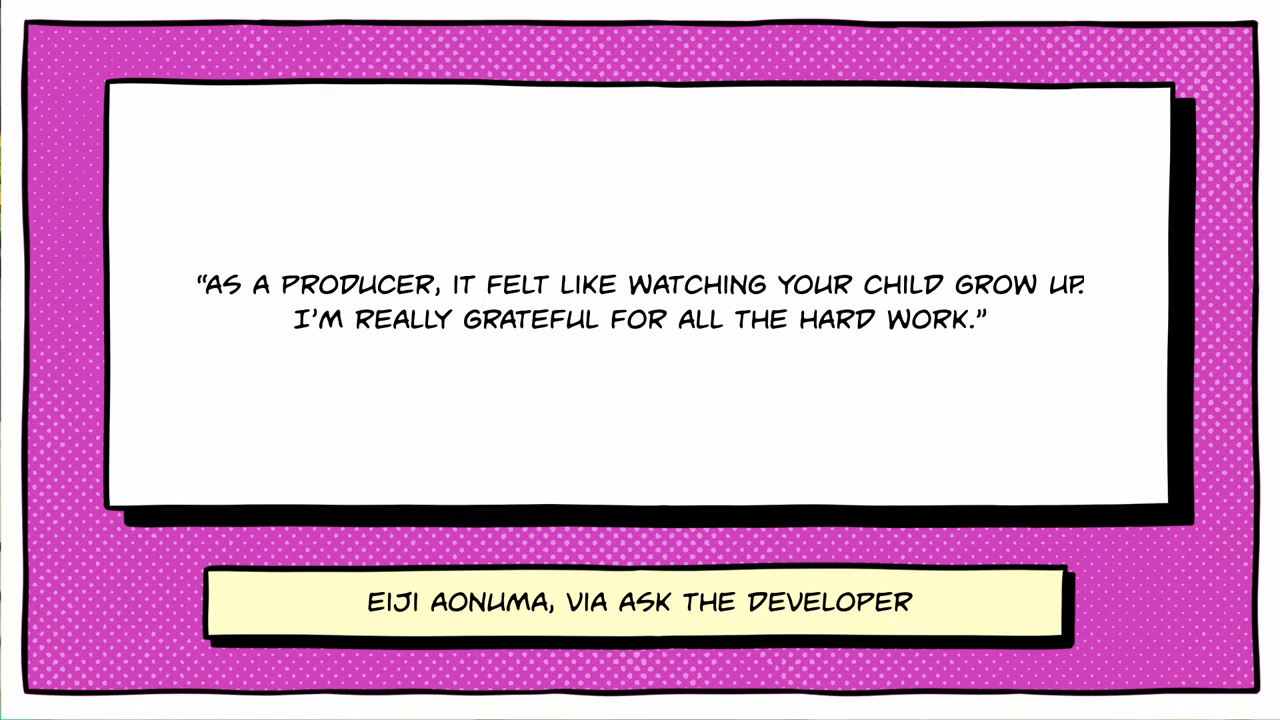 “AS A PRODUCER, IT FELT LIKE WATCHING YOUR CHILD GROW UP.
I’M REALLY GRATEFUL FOR ALL THE HARD WORK.”
EIJI AONUMA, VIA ASK THE DEVELOPER